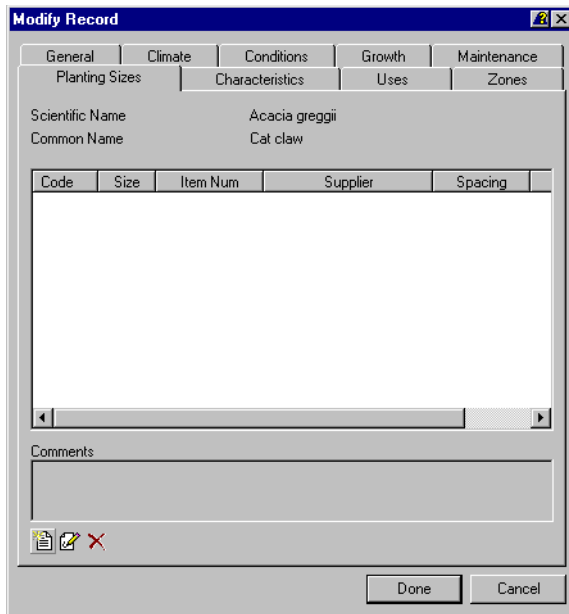 Modify Record
General Climate Conditions Growth Maintenance
Planting Sizes Characteristics Uses Zones
Scientific Name Acacia greggii
Common Name Cat claw
Code Size Item Num Supplier Spacing
Comments
Done Cancel